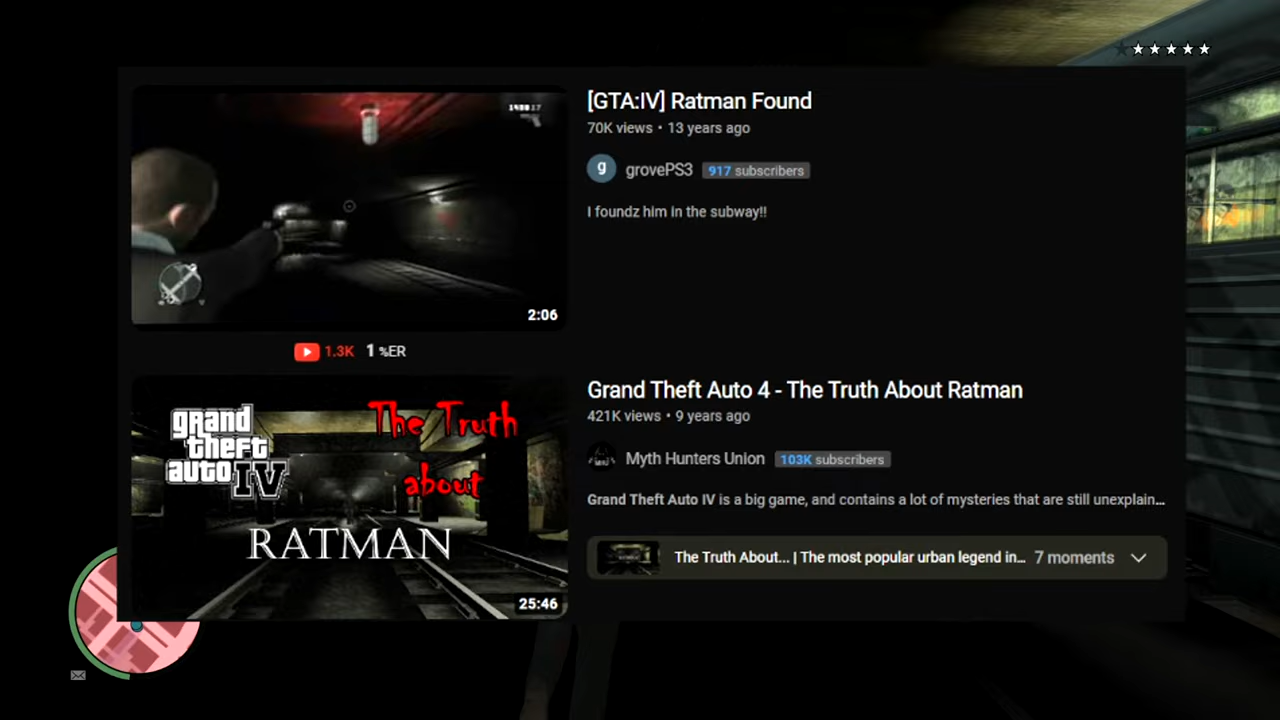 [GTA:IV] Ratman Found
70K views • 13 years ago
g
grovePS3 917 subscribers
I foundz him in the subway!!
2:06
1.3K 1 %ER
grand
theft
auto IV
The Truth
about
RATMAN
25:46
Grand Theft Auto 4 - The Truth About Ratman
421K views • 9 years ago
Myth Hunters Union 103K subscribers
Grand Theft Auto IV is a big game, and contains a lot of mysteries that are still unexplain...
The Truth About... | The most popular urban legend in... 7 moments